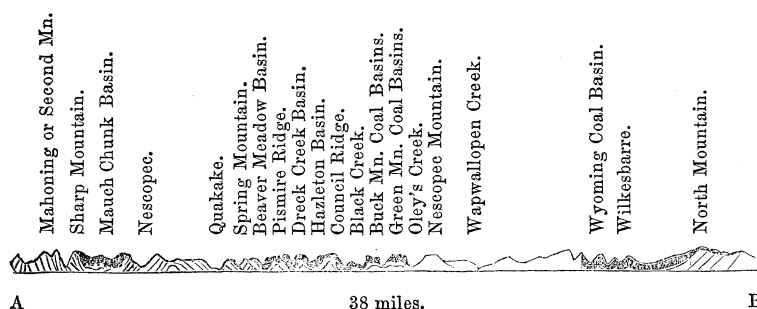 Mahoning or Second Mn.
Sharp Mountain.
Mauch Chunk Basin.
Nescopec.
Quakake.
Spring Mountain.
Beaver Meadow Basin.
Pismire Ridge.
Dreck Creek Basin.
Hazleton Basin.
Council Ridge.
Black Creek.
Buck Mn. Coal Basins.
Green Mn. Coal Basins.
Oley's Creek.
Nescopec Mountain.
Wapwallopen Creek.
Wyoming Coal Basin.
Wilkesbarre.
North Mountain.
A 38 miles. B